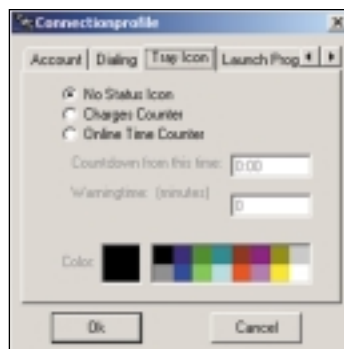 Connectionprofile
Account Dialing Tray Icon Launch Prog
No Status Icon
Charges Counter
Online Time Counter
Countdown from this time: 0:00
Warningtime: (minutes) 0
Color:
Ok Cancel